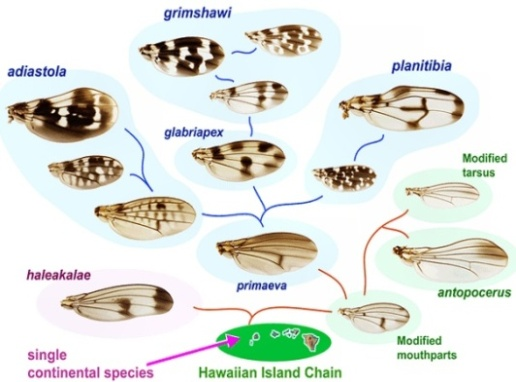 grimshawi
adiastola
planitibia
glabriapex
Modified
tarsus
haleakalae
primaeva
antopocerus
single
continental species
Hawaiian Island Chain
Modified
mouthparts